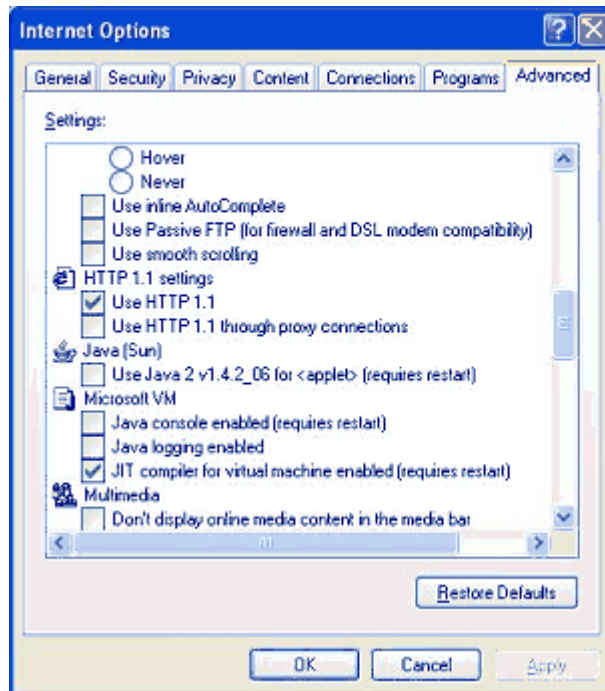 Internet Options
General Security Privacy Content Connections Programs Advanced
Settings:
Hover
Never
Use inline AutoComplete
Use Passive FTP (for firewall and DSL modem compatibility)
Use smooth scrolling
HTTP 1.1 settings
Use HTTP 1.1
Use HTTP 1.1 through proxy connections
Java (Sun)
Use Java 2 v1.4.2_06 for <applet> (requires restart)
Microsoft VM
Java console enabled (requires restart)
Java logging enabled
JIT compiler for virtual machine enabled (requires restart)
Multimedia
Don't display online media content in the media bar
Restore Defaults
OK Cancel Apply